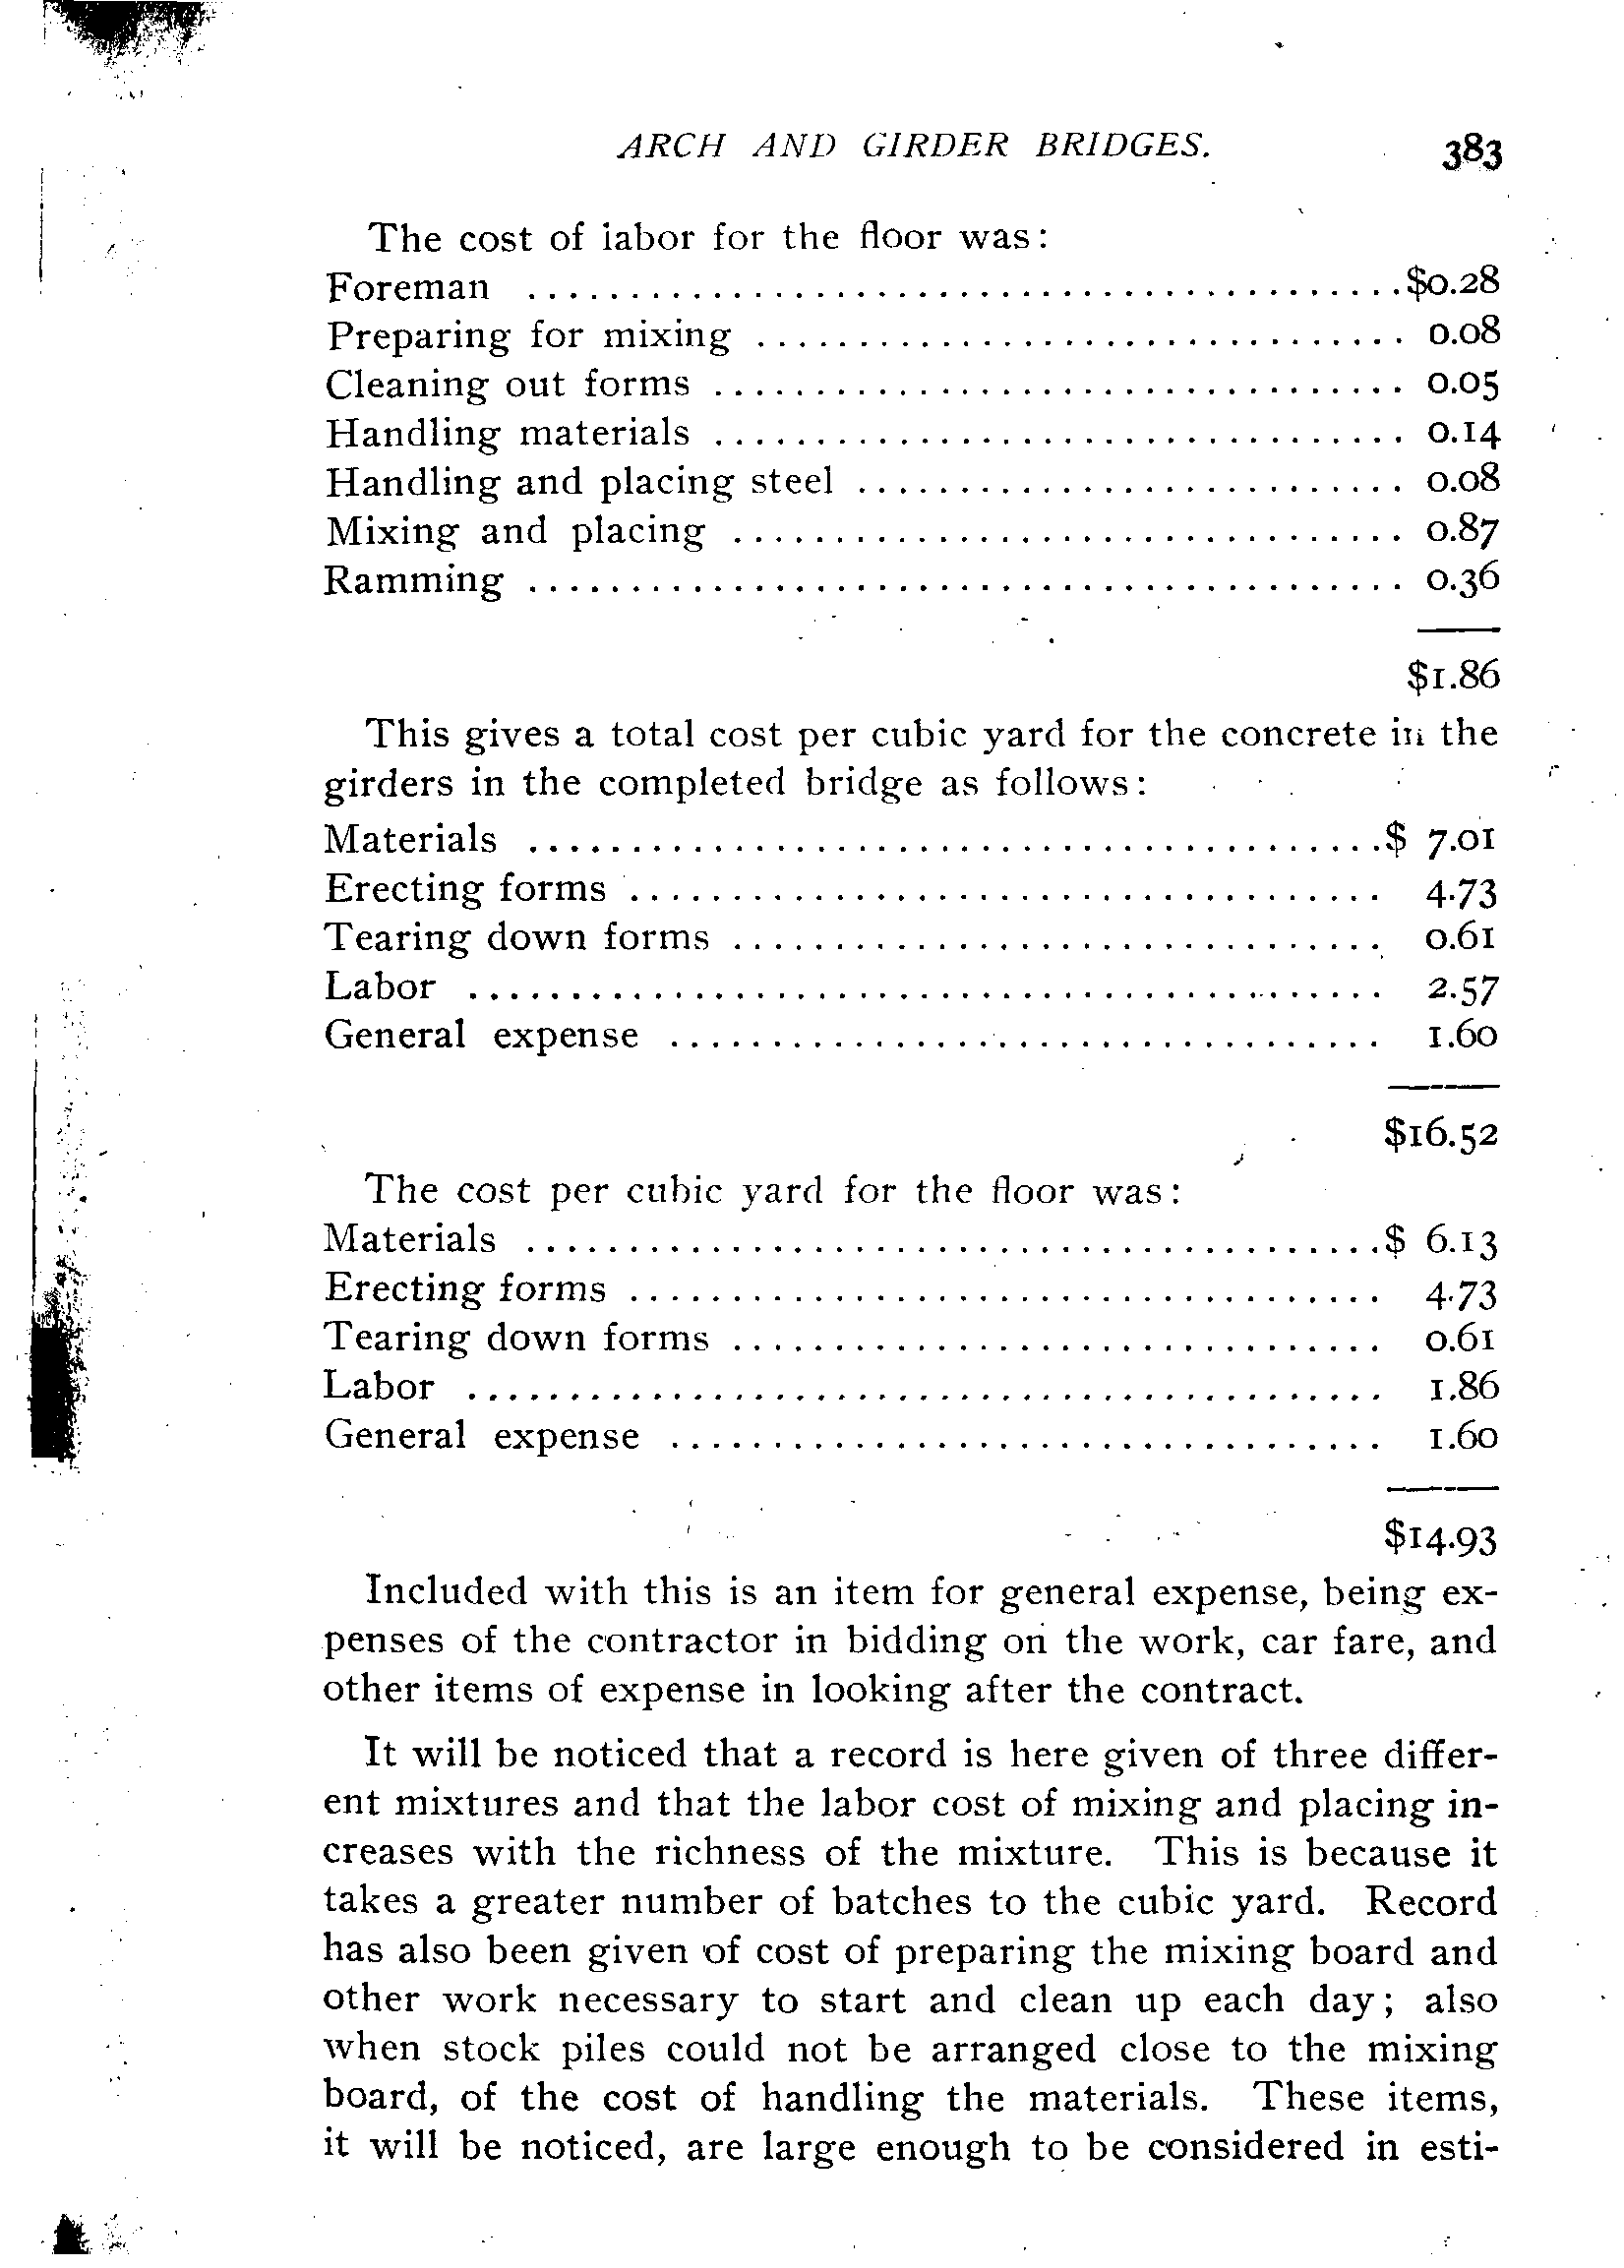 ARCH AND GIRDER BRIDGES. 383
The cost of iabor for the floor was:
Foreman ........................................... $0.28
Preparing for mixing ................................ 0.08
Cleaning out forms .................................. 0.05
Handling materials .................................. 0.14
Handling and placing steel ........................... 0.08
Mixing and placing ................................. 0.87
Ramming ........................................... 0.36
$1.86
This gives a total cost per cubic yard for the concrete in the
girders in the completed bridge as follows:
Materials ..........................................$ 7.01
Erecting forms ..................................... 4.73
Tearing down forms ................................ 0.61
Labor ............................................. 2.57
General expense ................................... 1.60
$16.52
The cost per cubic yard for the floor was:
Materials ..........................................$ 6.13
Erecting forms ..................................... 4.73
Tearing down forms ................................ 0.61
Labor ............................................. 1.86
General expense ................................... 1.60
$14.93
Included with this is an item for general expense, being ex-
penses of the contractor in bidding on the work, car fare, and
other items of expense in looking after the contract.
It will be noticed that a record is here given of three differ-
ent mixtures and that the labor cost of mixing and placing in-
creases with the richness of the mixture. This is because it
takes a greater number of batches to the cubic yard. Record
has also been given of cost of preparing the mixing board and
other work necessary to start and clean up each day; also
when stock piles could not be arranged close to the mixing
board, of the cost of handling the materials. These items,
it will be noticed, are large enough to be considered in esti-